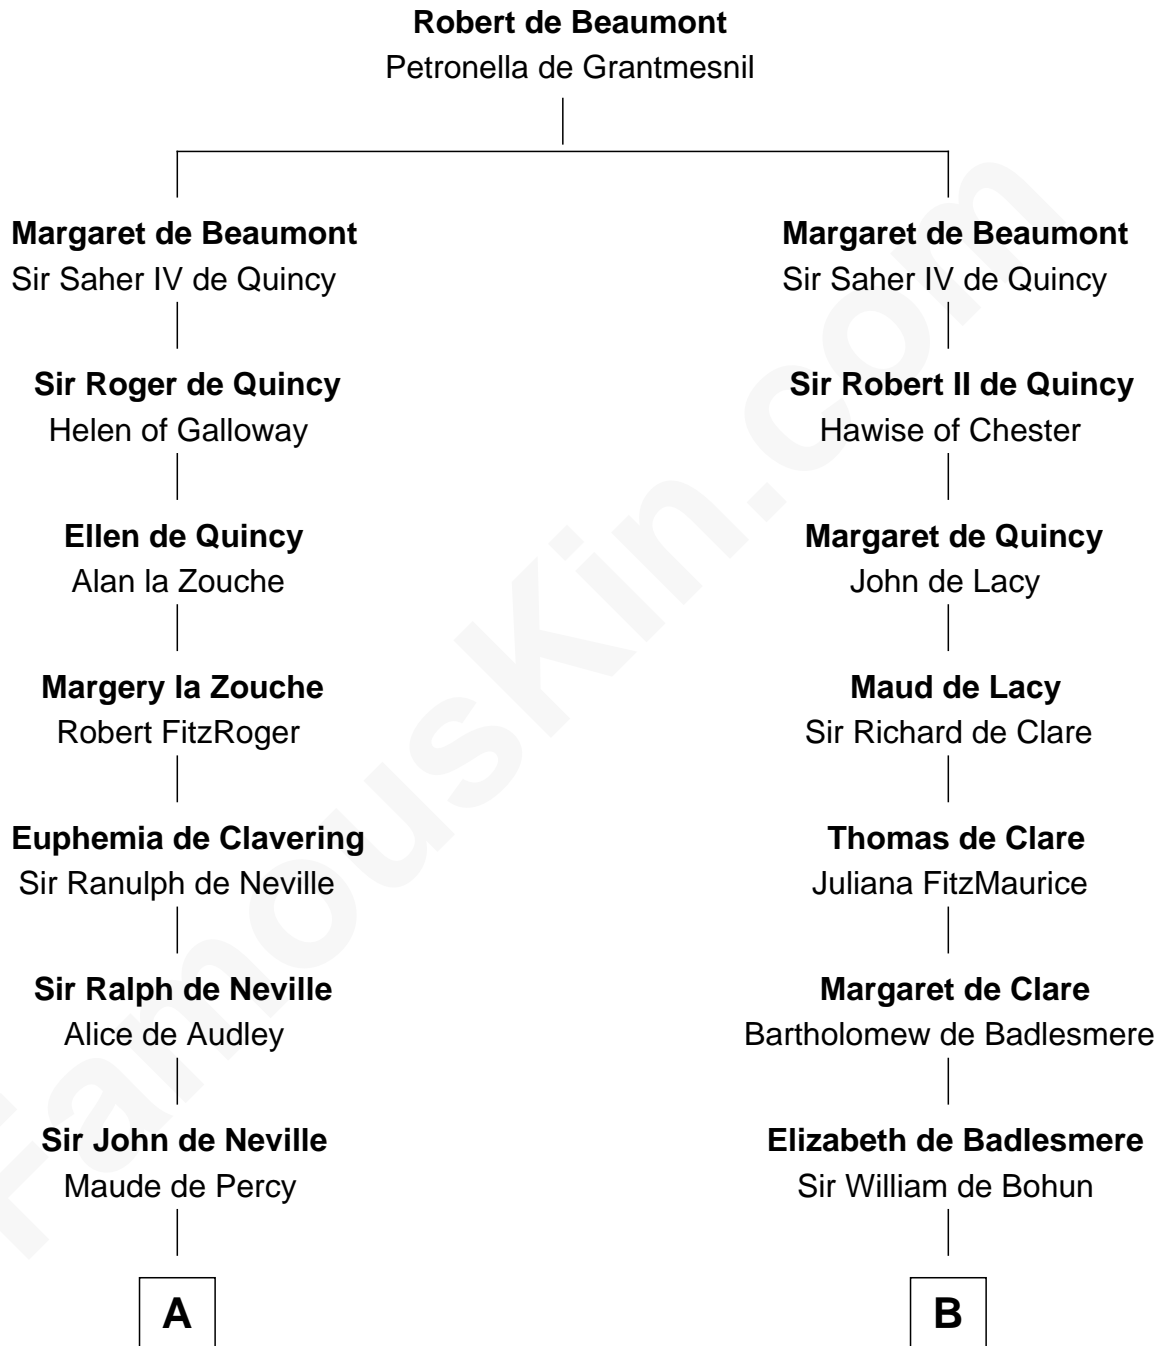 Robert de Beaumont
Petronella de Grantmesnil
Margaret de Beaumont
Sir Saher IV de Quincy
Sir Roger de Quincy
Helen of Galloway
Ellen de Quincy
Alan la Zouche
Margery la Zouche
Robert FitzRoger
Euphemia de Clavering
Sir Ranulph de Neville
Sir Ralph de Neville
Alice de Audley
Sir John de Neville
Maude de Percy
A
Margaret de Beaumont
Sir Saher IV de Quincy
Sir Robert II de Quincy
Hawise of Chester
Margaret de Quincy
John de Lacy
Maud de Lacy
Sir Richard de Clare
Thomas de Clare
Juliana FitzMaurice
Margaret de Clare
Bartholomew de Badlesmere
Elizabeth de Badlesmere
Sir William de Bohun
B
FamousKin.com